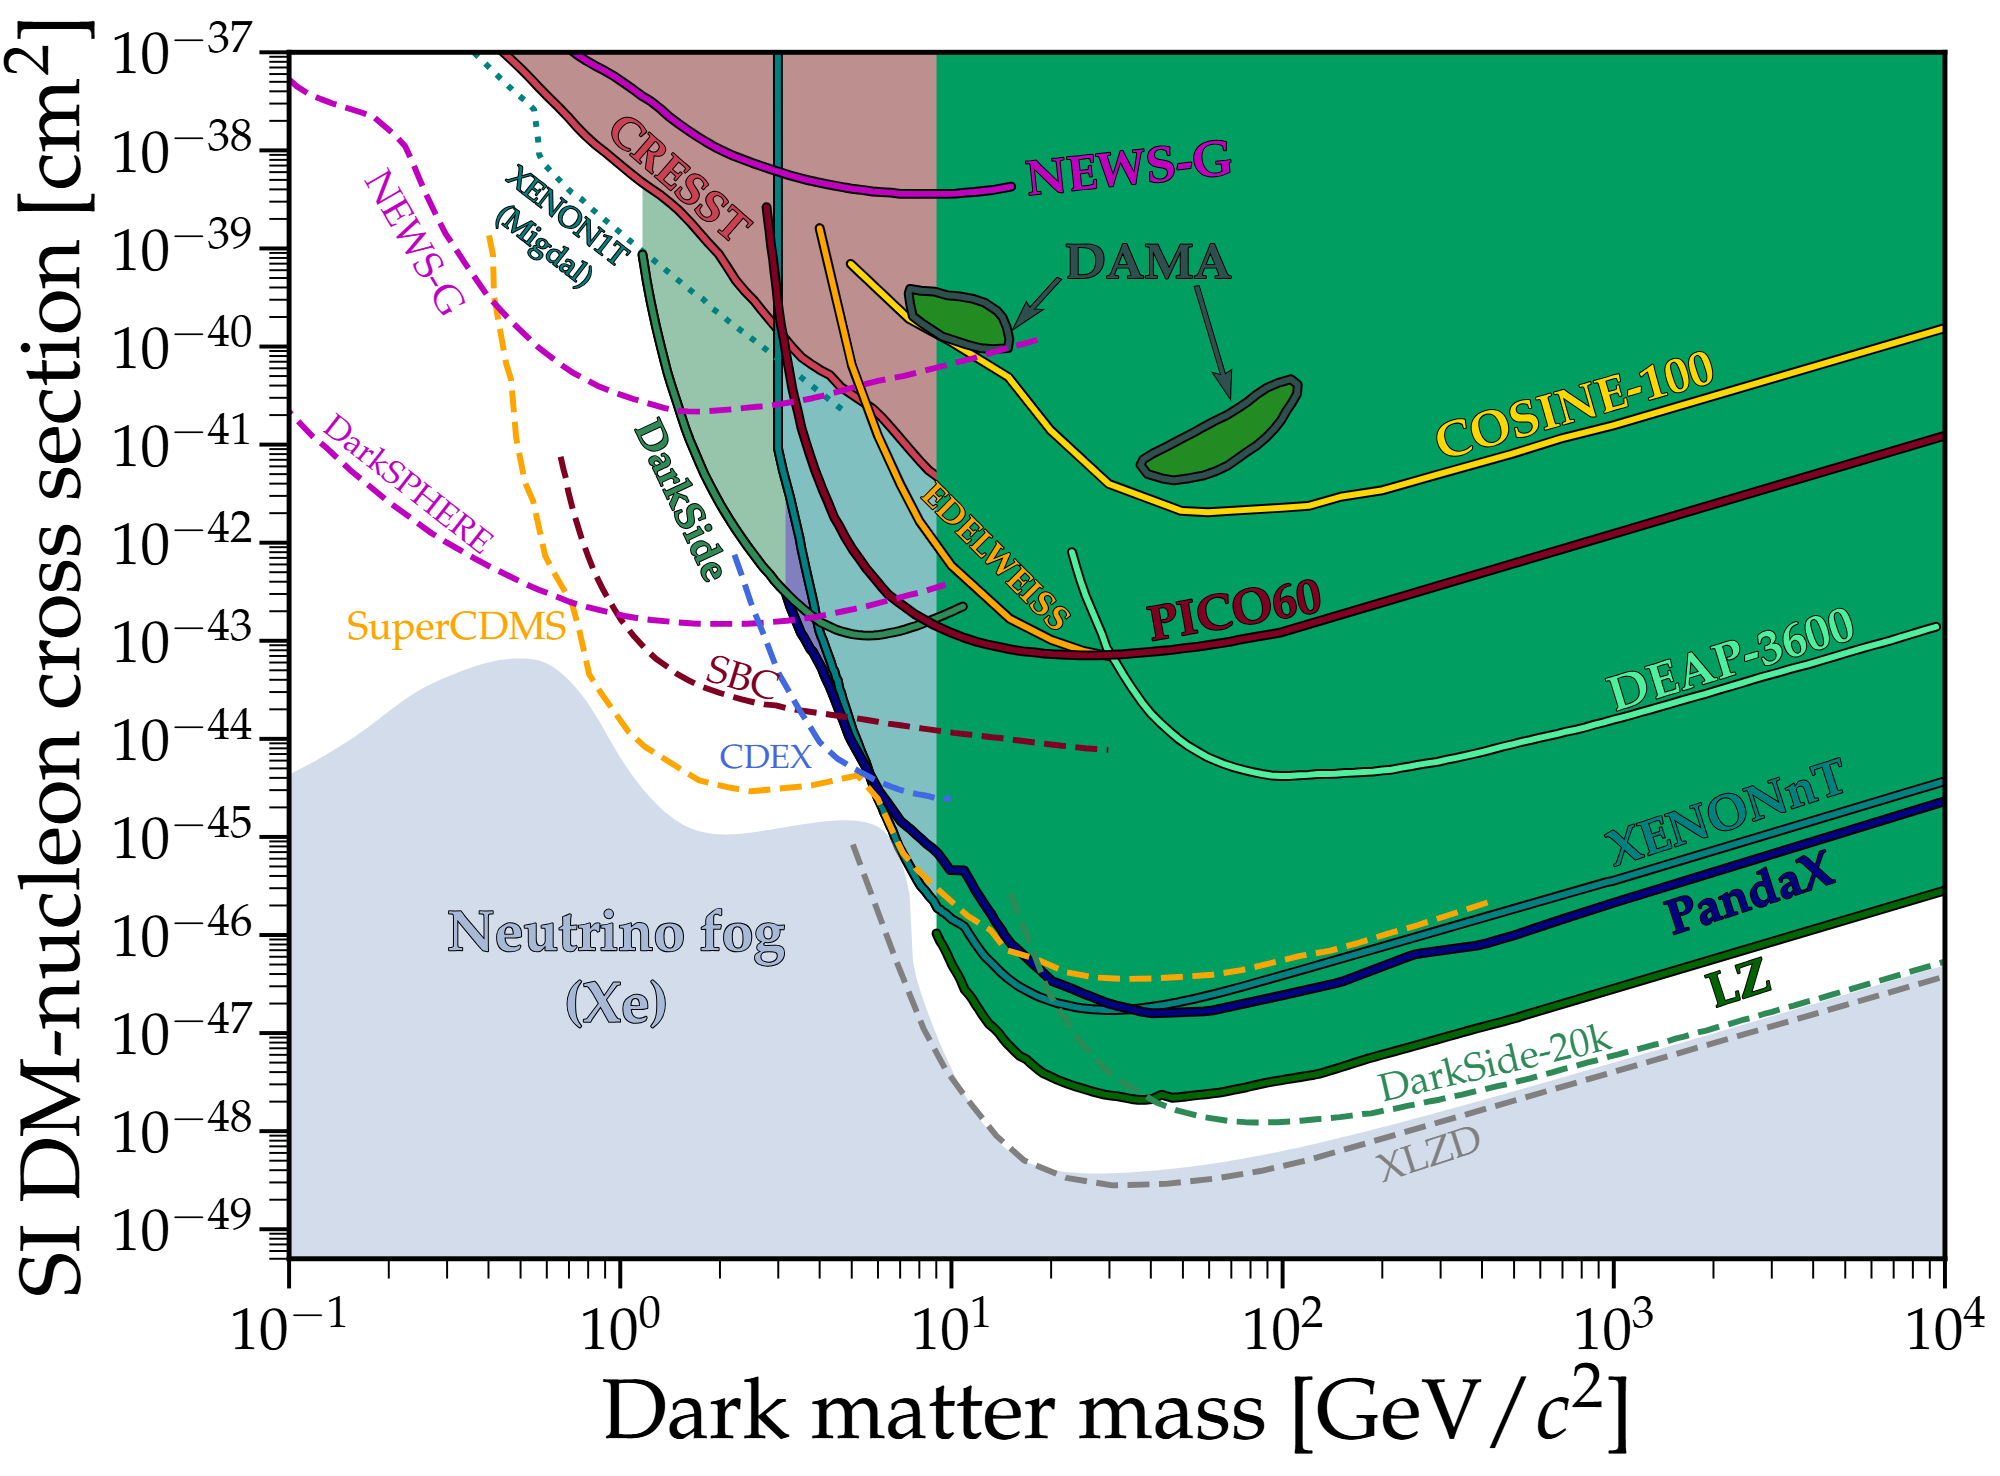 SI DM-nucleon cross section [cm²]
10⁻³⁷
10⁻³⁸
10⁻³⁹
10⁻⁴⁰
10⁻⁴¹
10⁻⁴²
10⁻⁴³
10⁻⁴⁴
10⁻⁴⁵
10⁻⁴⁶
10⁻⁴⁷
10⁻⁴⁸
10⁻⁴⁹
CRESST
NEWS-G
NEWS-G
XENON1T
(Migdal)
DAMA
COSINE-100
DarkSPHERE
DarkSide
EDELWEISS
SuperCDMS
PICO60
DEAP-3600
SBC
CDEX
XENONnT
PandaX
Neutrino fog
(Xe)
LZ
DarkSide-20k
XLZD
10⁻¹
10⁰
10¹
10²
10³
10⁴
Dark matter mass [GeV/c²]